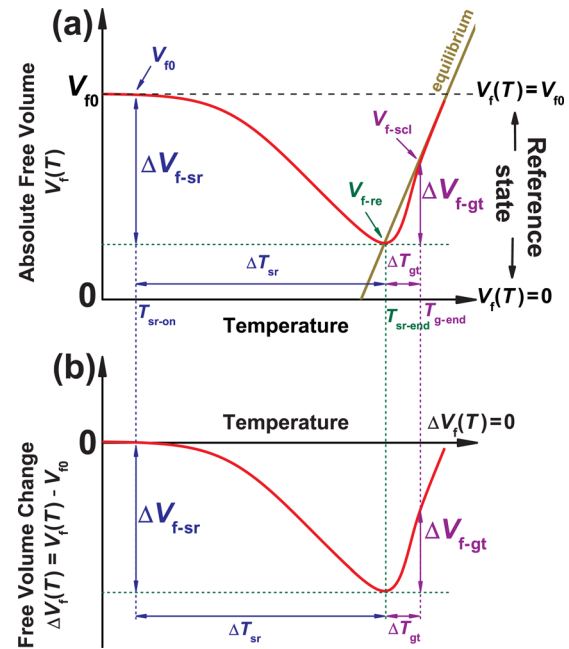 (a)
V_f0
equilibrium
V_f0
V_f(T) = V_f0
V_f-scl
ΔV_f-sr
V_f-re
ΔV_f-gt
Absolute Free Volume
V_f(T)
Reference
state
ΔT_sr
ΔT_gt
0
V_f(T) = 0
T_sr-on
Temperature
T_sr-end
T_g-end
(b)
Temperature
ΔV_f(T) = 0
0
ΔV_f-sr
ΔV_f-gt
Free Volume Change
ΔV_f(T) = V_f(T) - V_f0
ΔT_sr
ΔT_gt